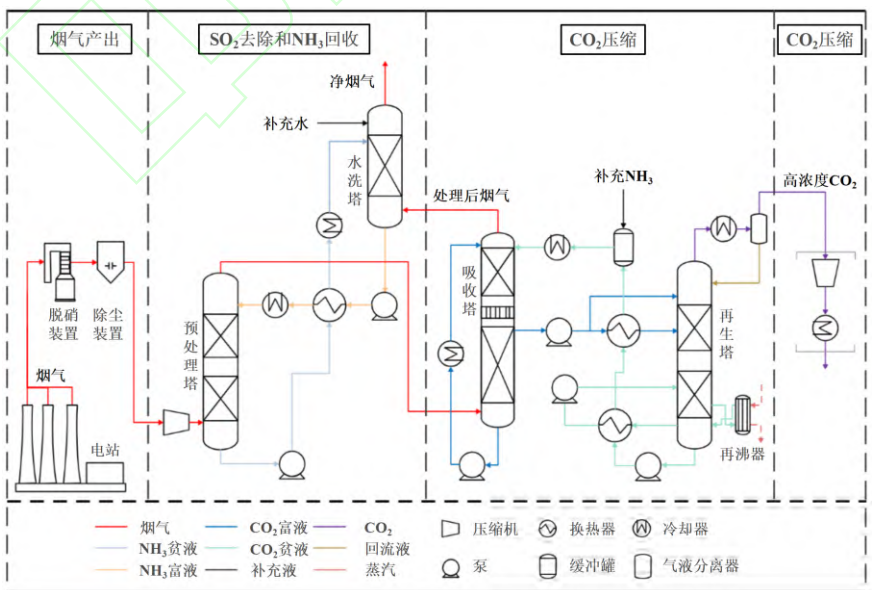 烟气产出
SO₂去除和NH₃回收
CO₂压缩
CO₂压缩
净烟气
补充水
水洗塔
处理后烟气
补充NH₃
高浓度CO₂
脱硝装置
除尘装置
预处理塔
吸收塔
再生塔
烟气
电站
再沸器
烟气
CO₂富液
CO₂
压缩机
换热器
冷却器
NH₃贫液
CO₂贫液
回流液
NH₃富液
补充液
蒸汽
泵
缓冲罐
气液分离器